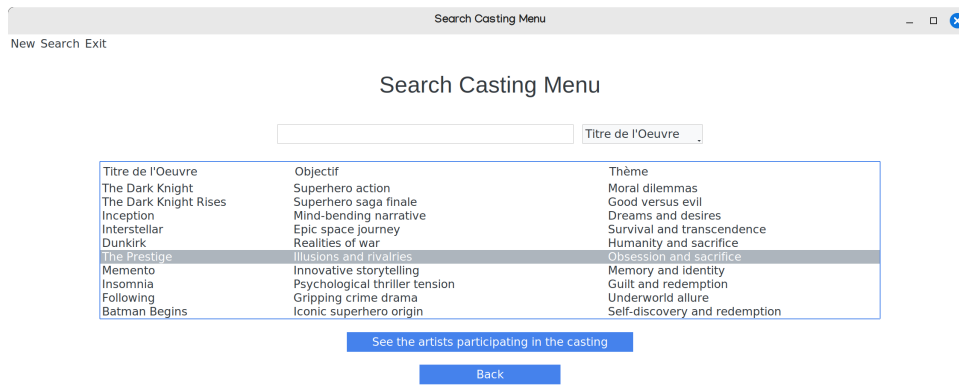 Search Casting Menu
New Search Exit
Search Casting Menu
Titre de l'Oeuvre
Titre de l'Oeuvre Objectif Thème
The Dark Knight Superhero action Moral dilemmas
The Dark Knight Rises Superhero saga finale Good versus evil
Inception Mind-bending narrative Dreams and desires
Interstellar Epic space journey Survival and transcendence
Dunkirk Realities of war Humanity and sacrifice
The Prestige Illusions and rivalries Obsession and sacrifice
Memento Innovative storytelling Memory and identity
Insomnia Psychological thriller tension Guilt and redemption
Following Gripping crime drama Underworld allure
Batman Begins Iconic superhero origin Self-discovery and redemption
See the artists participating in the casting
Back